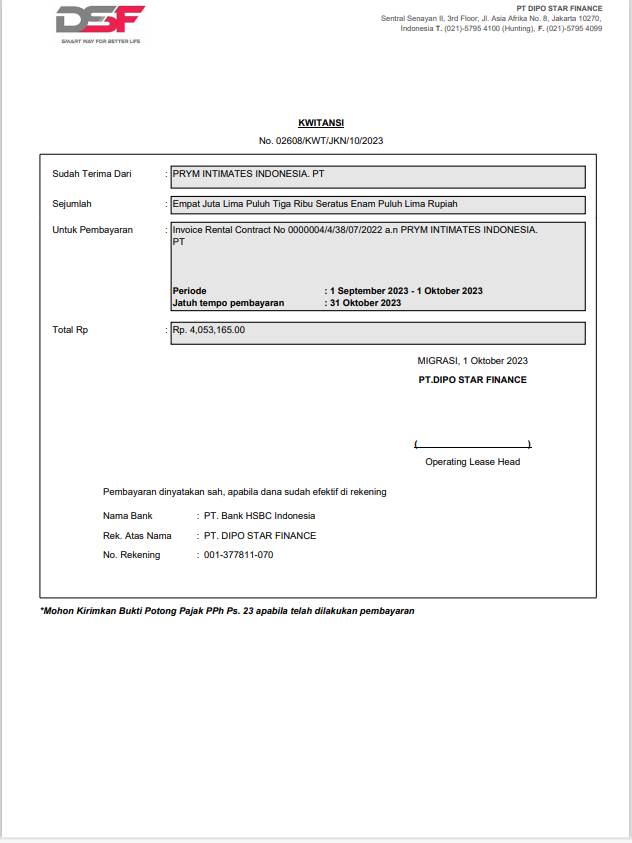 DSF
SMART WAY FOR BETTER LIFE
PT DIPO STAR FINANCE
Sentral Senayan II, 3rd Floor, Jl. Asia Afrika No. 8, Jakarta 10270,
Indonesia T. (021)-5795 4100 (Hunting), F. (021)-5795 4099
KWITANSI
No. 02608/KWT/JKN/10/2023
Sudah Terima Dari : PRYM INTIMATES INDONESIA. PT
Sejumlah : Empat Juta Lima Puluh Tiga Ribu Seratus Enam Puluh Lima Rupiah
Untuk Pembayaran : Invoice Rental Contract No 0000004/4/38/07/2022 a.n PRYM INTIMATES INDONESIA.
PT
Periode : 1 September 2023 - 1 Oktober 2023
Jatuh tempo pembayaran : 31 Oktober 2023
Total Rp : Rp. 4,053,165.00
MIGRASI, 1 Oktober 2023
PT.DIPO STAR FINANCE
(____________________)
Operating Lease Head
Pembayaran dinyatakan sah, apabila dana sudah efektif di rekening
Nama Bank : PT. Bank HSBC Indonesia
Rek. Atas Nama : PT. DIPO STAR FINANCE
No. Rekening : 001-377811-070
*Mohon Kirimkan Bukti Potong Pajak PPh Ps. 23 apabila telah dilakukan pembayaran